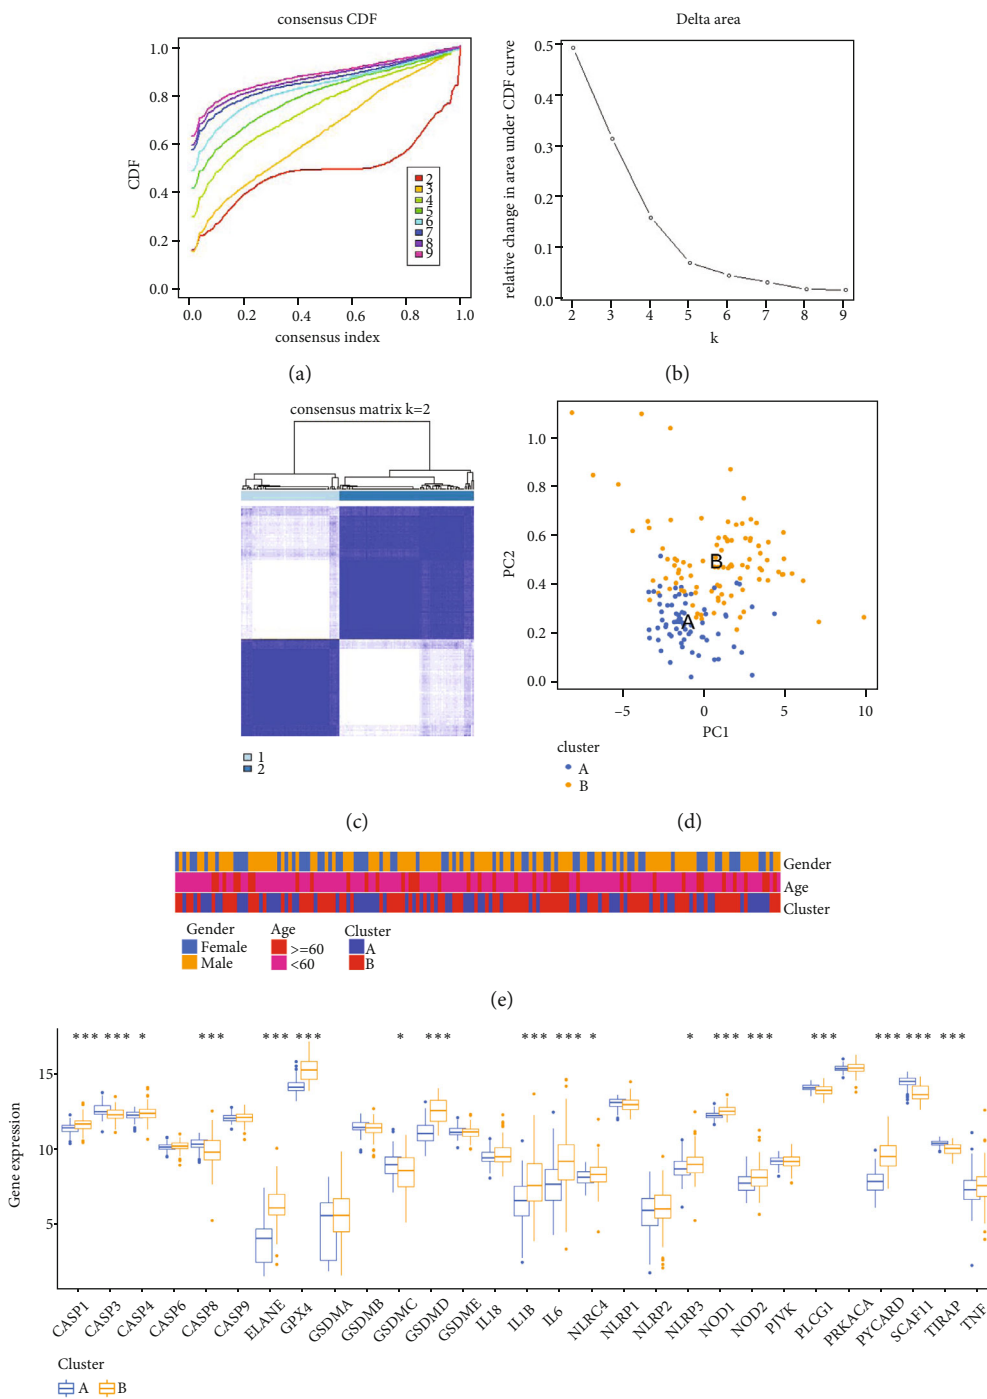 consensus CDF
CDF
1.0
0.8
0.6
0.4
0.2
0.0
2
3
4
5
6
7
8
9
0.0 0.2 0.4 0.6 0.8 1.0
consensus index
(a)
Delta area
relative change in area under CDF curve
0.5
0.4
0.3
0.2
0.1
0.0
2 3 4 5 6 7 8 9
k
(b)
consensus matrix k=2
1
2
(c)
PC2
1.0
0.8
0.6
0.4
0.2
0.0
B
A
−5 0 5 10
PC1
cluster
A
B
(d)
Gender
Age
Cluster
Gender
Female
Male
Age
>=60
<60
Cluster
A
B
(e)
*** *** * *** *** *** * *** *** *** * * *** *** *** *** *** ***
Gene expression
15
10
5
CASP1 CASP3 CASP4 CASP6 CASP8 CASP9 ELANE GPX4 GSDMA GSDMB GSDMC GSDMD GSDME IL18 IL1B IL6 NLRC4 NLRP1 NLRP2 NLRP3 NOD1 NOD2 PJVK PLCG1 PRKACA PYCARD SCAF11 TIRAP TNF
Cluster
A B